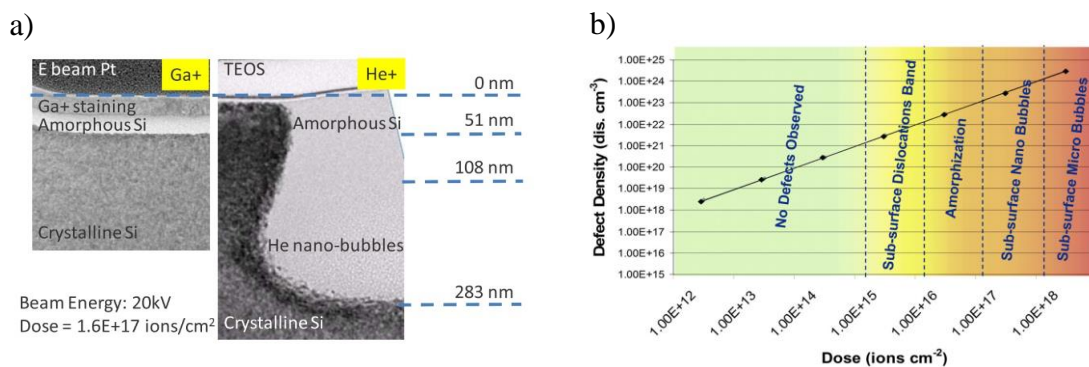 a)
E beam Pt
Ga+
Ga+ staining
Amorphous Si
Crystalline Si
Beam Energy: 20kV
Dose = 1.6E+17 ions/cm²
TEOS
He+
Amorphous Si
He nano-bubbles
Crystalline Si
0 nm
51 nm
108 nm
283 nm
b)
Defect Density (dis. cm-3)
1.00E+25
1.00E+24
1.00E+23
1.00E+22
1.00E+21
1.00E+20
1.00E+19
1.00E+18
1.00E+17
1.00E+16
1.00E+15
No Defects Observed
Sub-surface Dislocations Band
Amorphization
Sub-surface Nano Bubbles
Sub-surface Micro Bubbles
1.00E+12
1.00E+13
1.00E+14
1.00E+15
1.00E+16
1.00E+17
1.00E+18
Dose (ions cm-2)